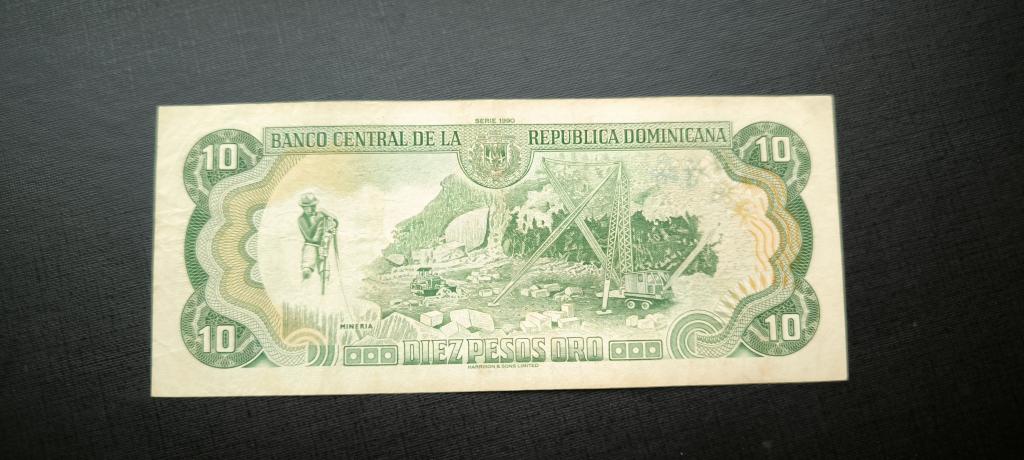 SERIE 1990
BANCO CENTRAL DE LA REPUBLICA DOMINICANA
10 10
MINERIA
10 10
DIEZ PESOS ORO
HARRISON & SONS LIMITED